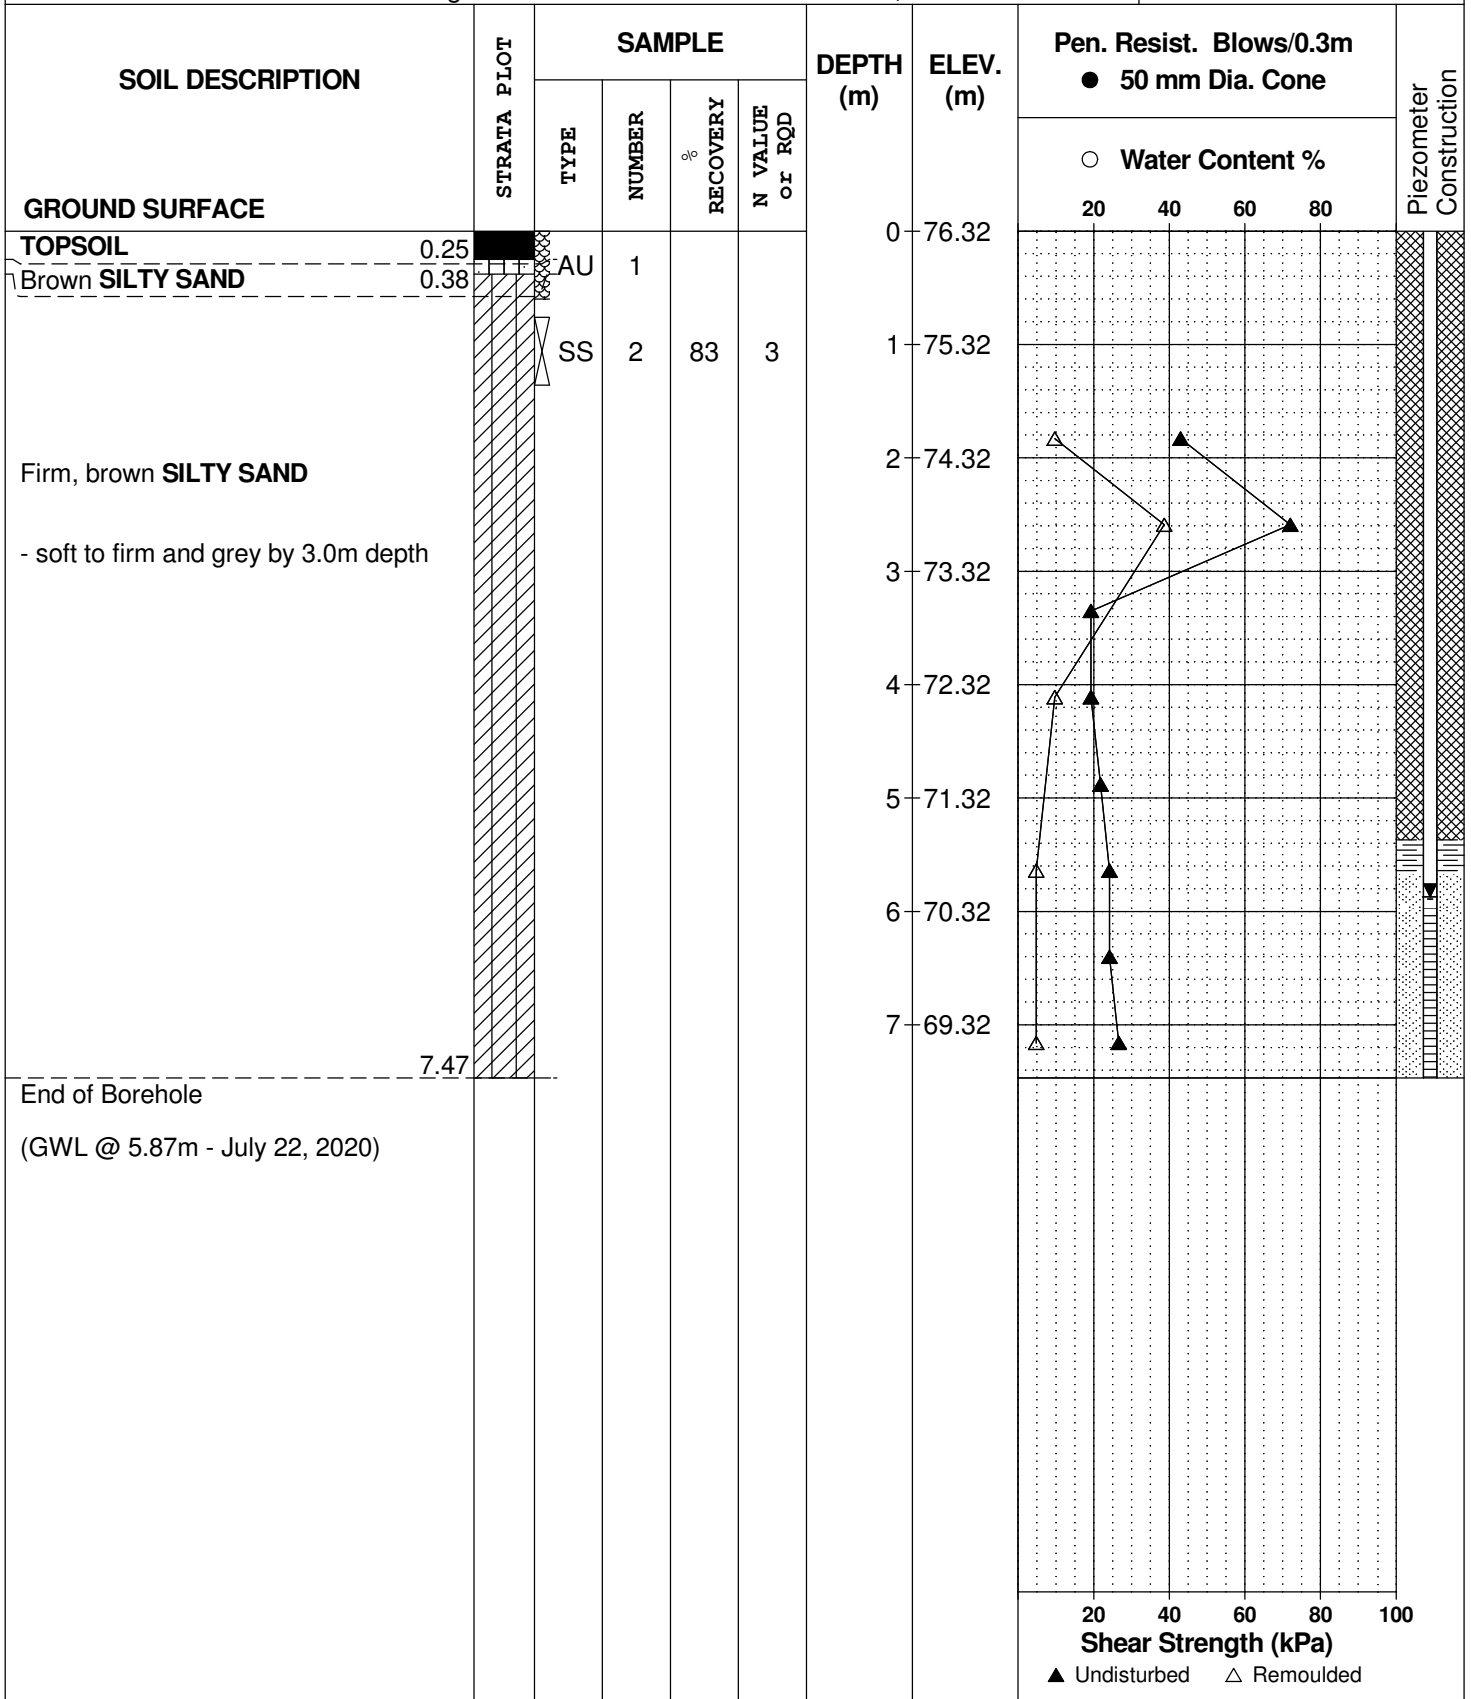 SOIL DESCRIPTION
GROUND SURFACE
STRATA PLOT
SAMPLE
TYPE
NUMBER
% RECOVERY
N VALUE or RQD
DEPTH (m)
ELEV. (m)
Pen. Resist. Blows/0.3m
● 50 mm Dia. Cone
○ Water Content %
20 40 60 80
Piezometer Construction
TOPSOIL 0.25
Brown SILTY SAND 0.38
AU 1
SS 2 83 3
Firm, brown SILTY SAND
- soft to firm and grey by 3.0m depth
7.47
End of Borehole
(GWL @ 5.87m - July 22, 2020)
0 76.32
1 75.32
2 74.32
3 73.32
4 72.32
5 71.32
6 70.32
7 69.32
20 40 60 80 100
Shear Strength (kPa)
▲ Undisturbed △ Remoulded